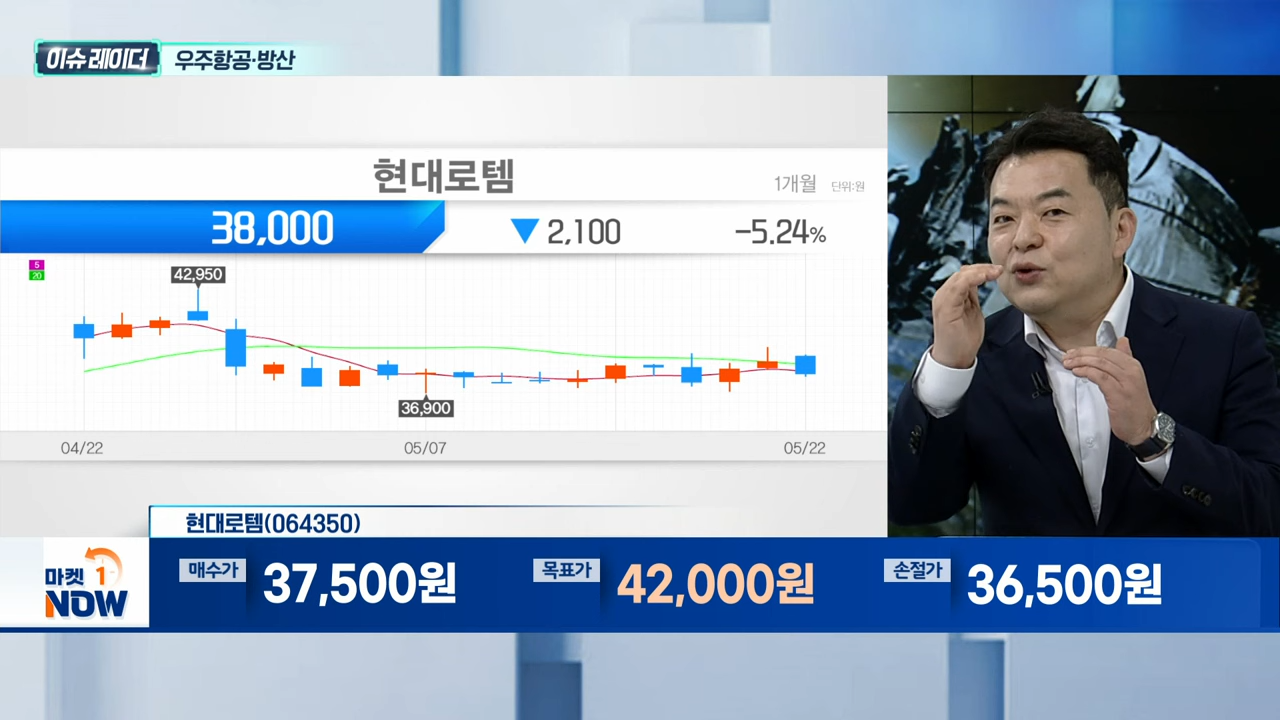 이슈 레이더 우주항공·방산
현대로템
1개월 단위:원
38,000 ▼ 2,100 -5.24%
5
20
42,950
36,900
04/22 05/07 05/22
현대로템(064350)
마켓 1
NOW
매수가 37,500원 목표가 42,000원 손절가 36,500원